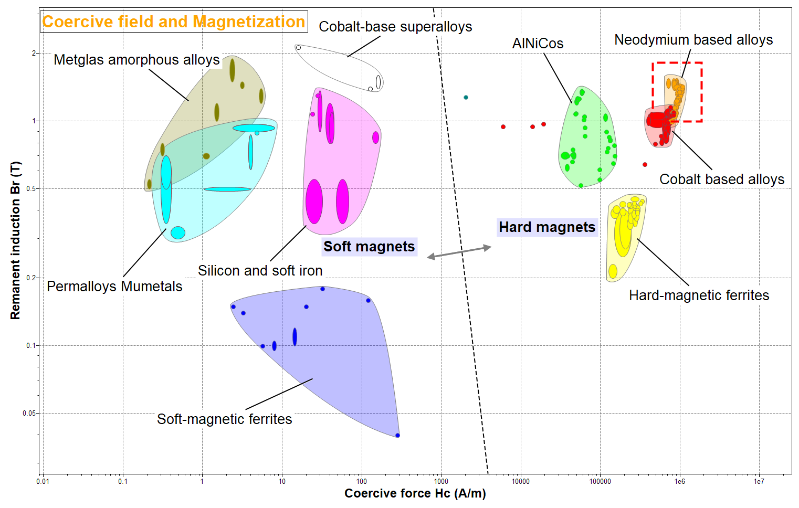 Coercive field and Magnetization
Cobalt-base superalloys
Metglas amorphous alloys
AlNiCos
Neodymium based alloys
Cobalt based alloys
Hard magnets
Soft magnets
Silicon and soft iron
Permalloys Mumetals
Hard-magnetic ferrites
Soft-magnetic ferrites
Remanent induction Br (T)
2
1
0.5
0.2
0.1
0.05
0.01
0.1
1
10
100
1000
10000
100000
1e6
1e7
Coercive force Hc (A/m)